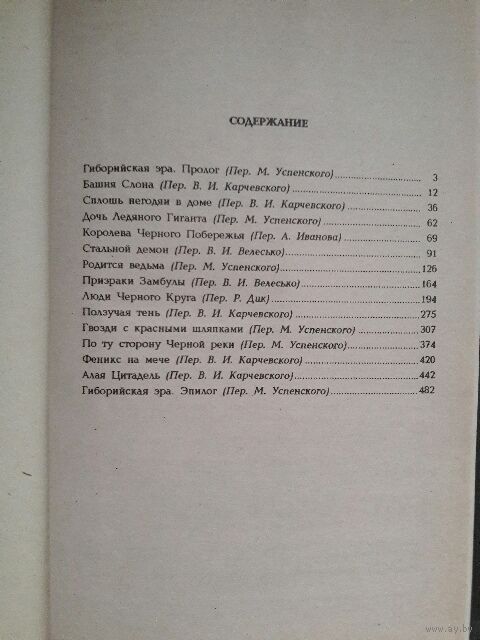 СОДЕРЖАНИЕ
Гиборийская эра. Пролог (Пер. М. Успенского) 3
Башня Слона (Пер. В. И. Карчевского) 12
Сплошь негодяи в доме (Пер. В. И. Карчевского) 36
Дочь Ледяного Гиганта (Пер. М. Успенского) 62
Королева Черного Побережья (Пер. А. Иванова) 69
Стальной демон (Пер. В. И. Велесько) 91
Родится ведьма (Пер. М. Успенского) 126
Призраки Замбулы (Пер. В. И. Велесько) 164
Люди Черного Круга (Пер. Р. Дик) 194
Ползучая тень (Пер. В. И. Карчевского) 275
Гвозди с красными шляпками (Пер. М. Успенского) 307
По ту сторону Черной реки (Пер. М. Успенского) 374
Феникс на мече (Пер. В. И. Карчевского) 420
Алая Цитадель (Пер. В. И. Карчевского) 442
Гиборийская эра. Эпилог (Пер. М. Успенского) 482
www.ay.by